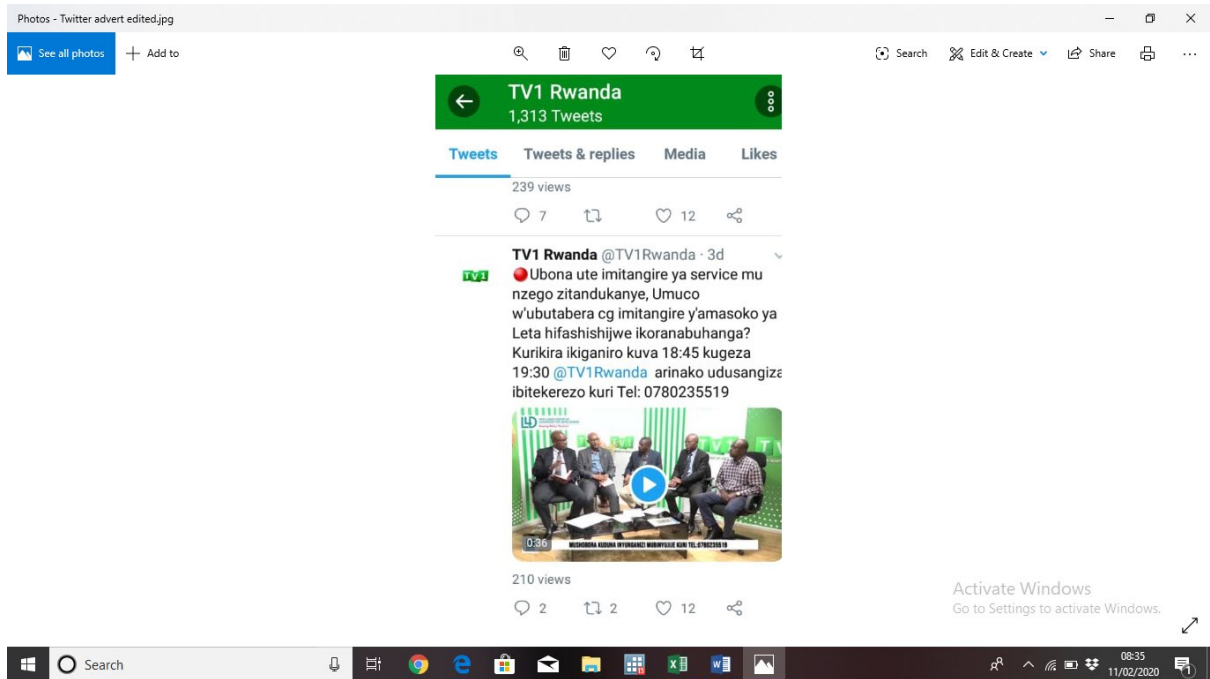 Photos - Twitter advert edited.jpg
See all photos
Add to
Search
Edit & Create
Share
TV1 Rwanda
1,313 Tweets
Tweets
Tweets & replies
Media
Likes
239 views
7
12
TV1 Rwanda @TV1Rwanda · 3d
TV1
Ubona ute imitangire ya service mu
nzego zitandukanye, Umuco
w'ubutabera cg imitangire y'amasoko ya
Leta hifashishijwe ikoranabuhanga?
Kurikira ikiganiro kuva 18:45 kugeza
19:30 @TV1Rwanda arinako udusangiza
ibitekerezo kuri Tel: 0780235519
0:36
210 views
2
2
12
Activate Windows
Go to Settings to activate Windows.
Search
08:35
11/02/2020